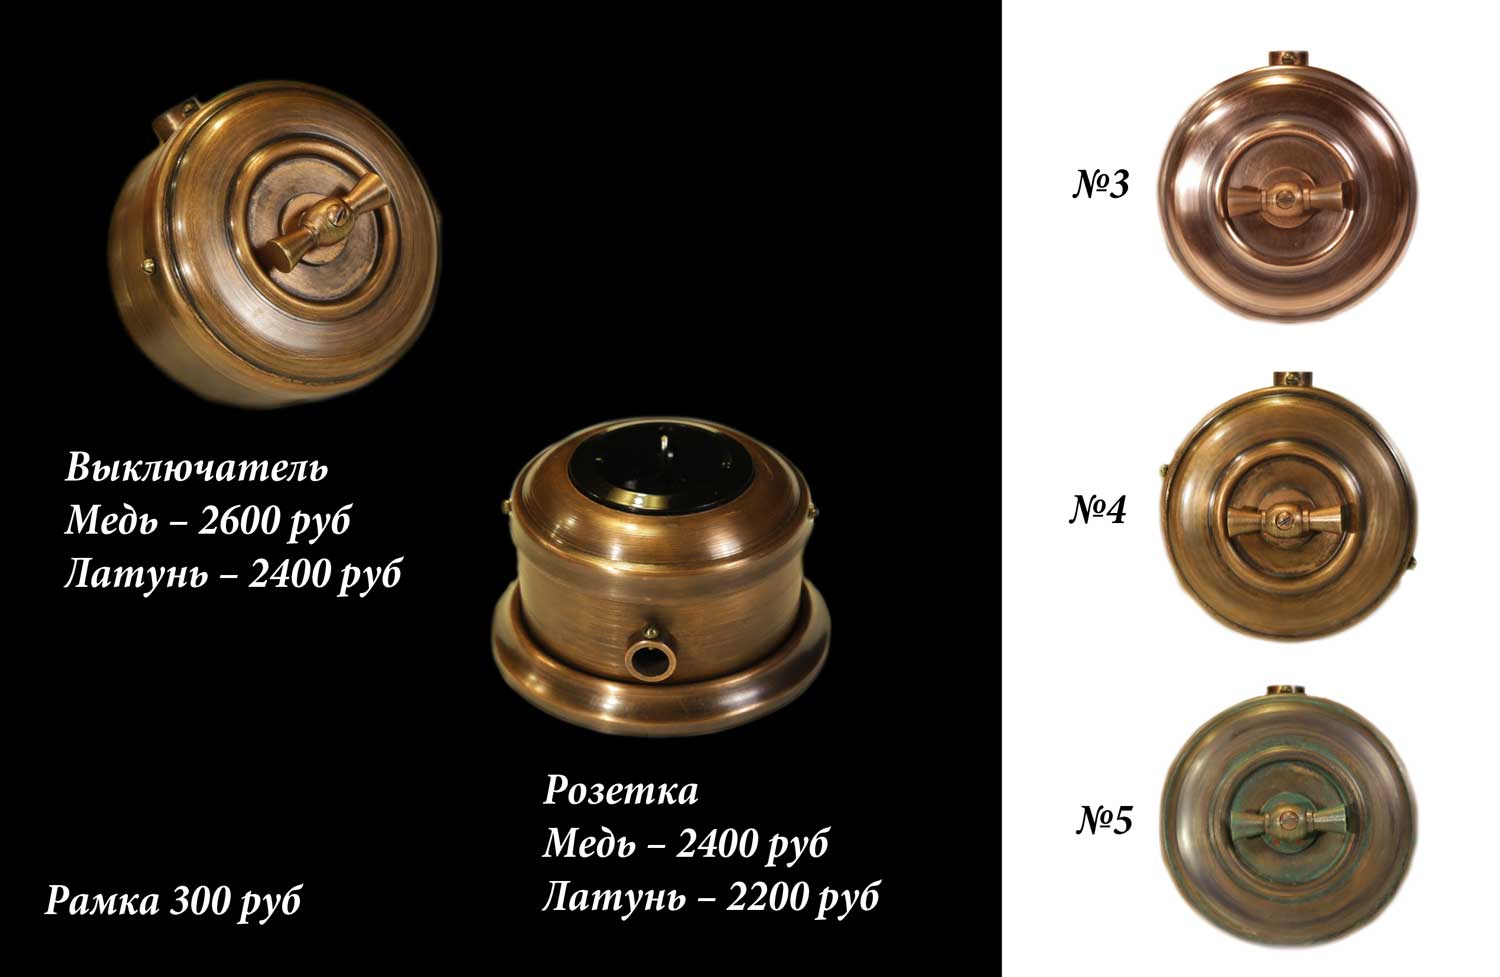 Выключатель
Медь – 2600 руб
Латунь – 2400 руб
Розетка
Медь – 2400 руб
Латунь – 2200 руб
Рамка 300 руб
№3
№4
№5